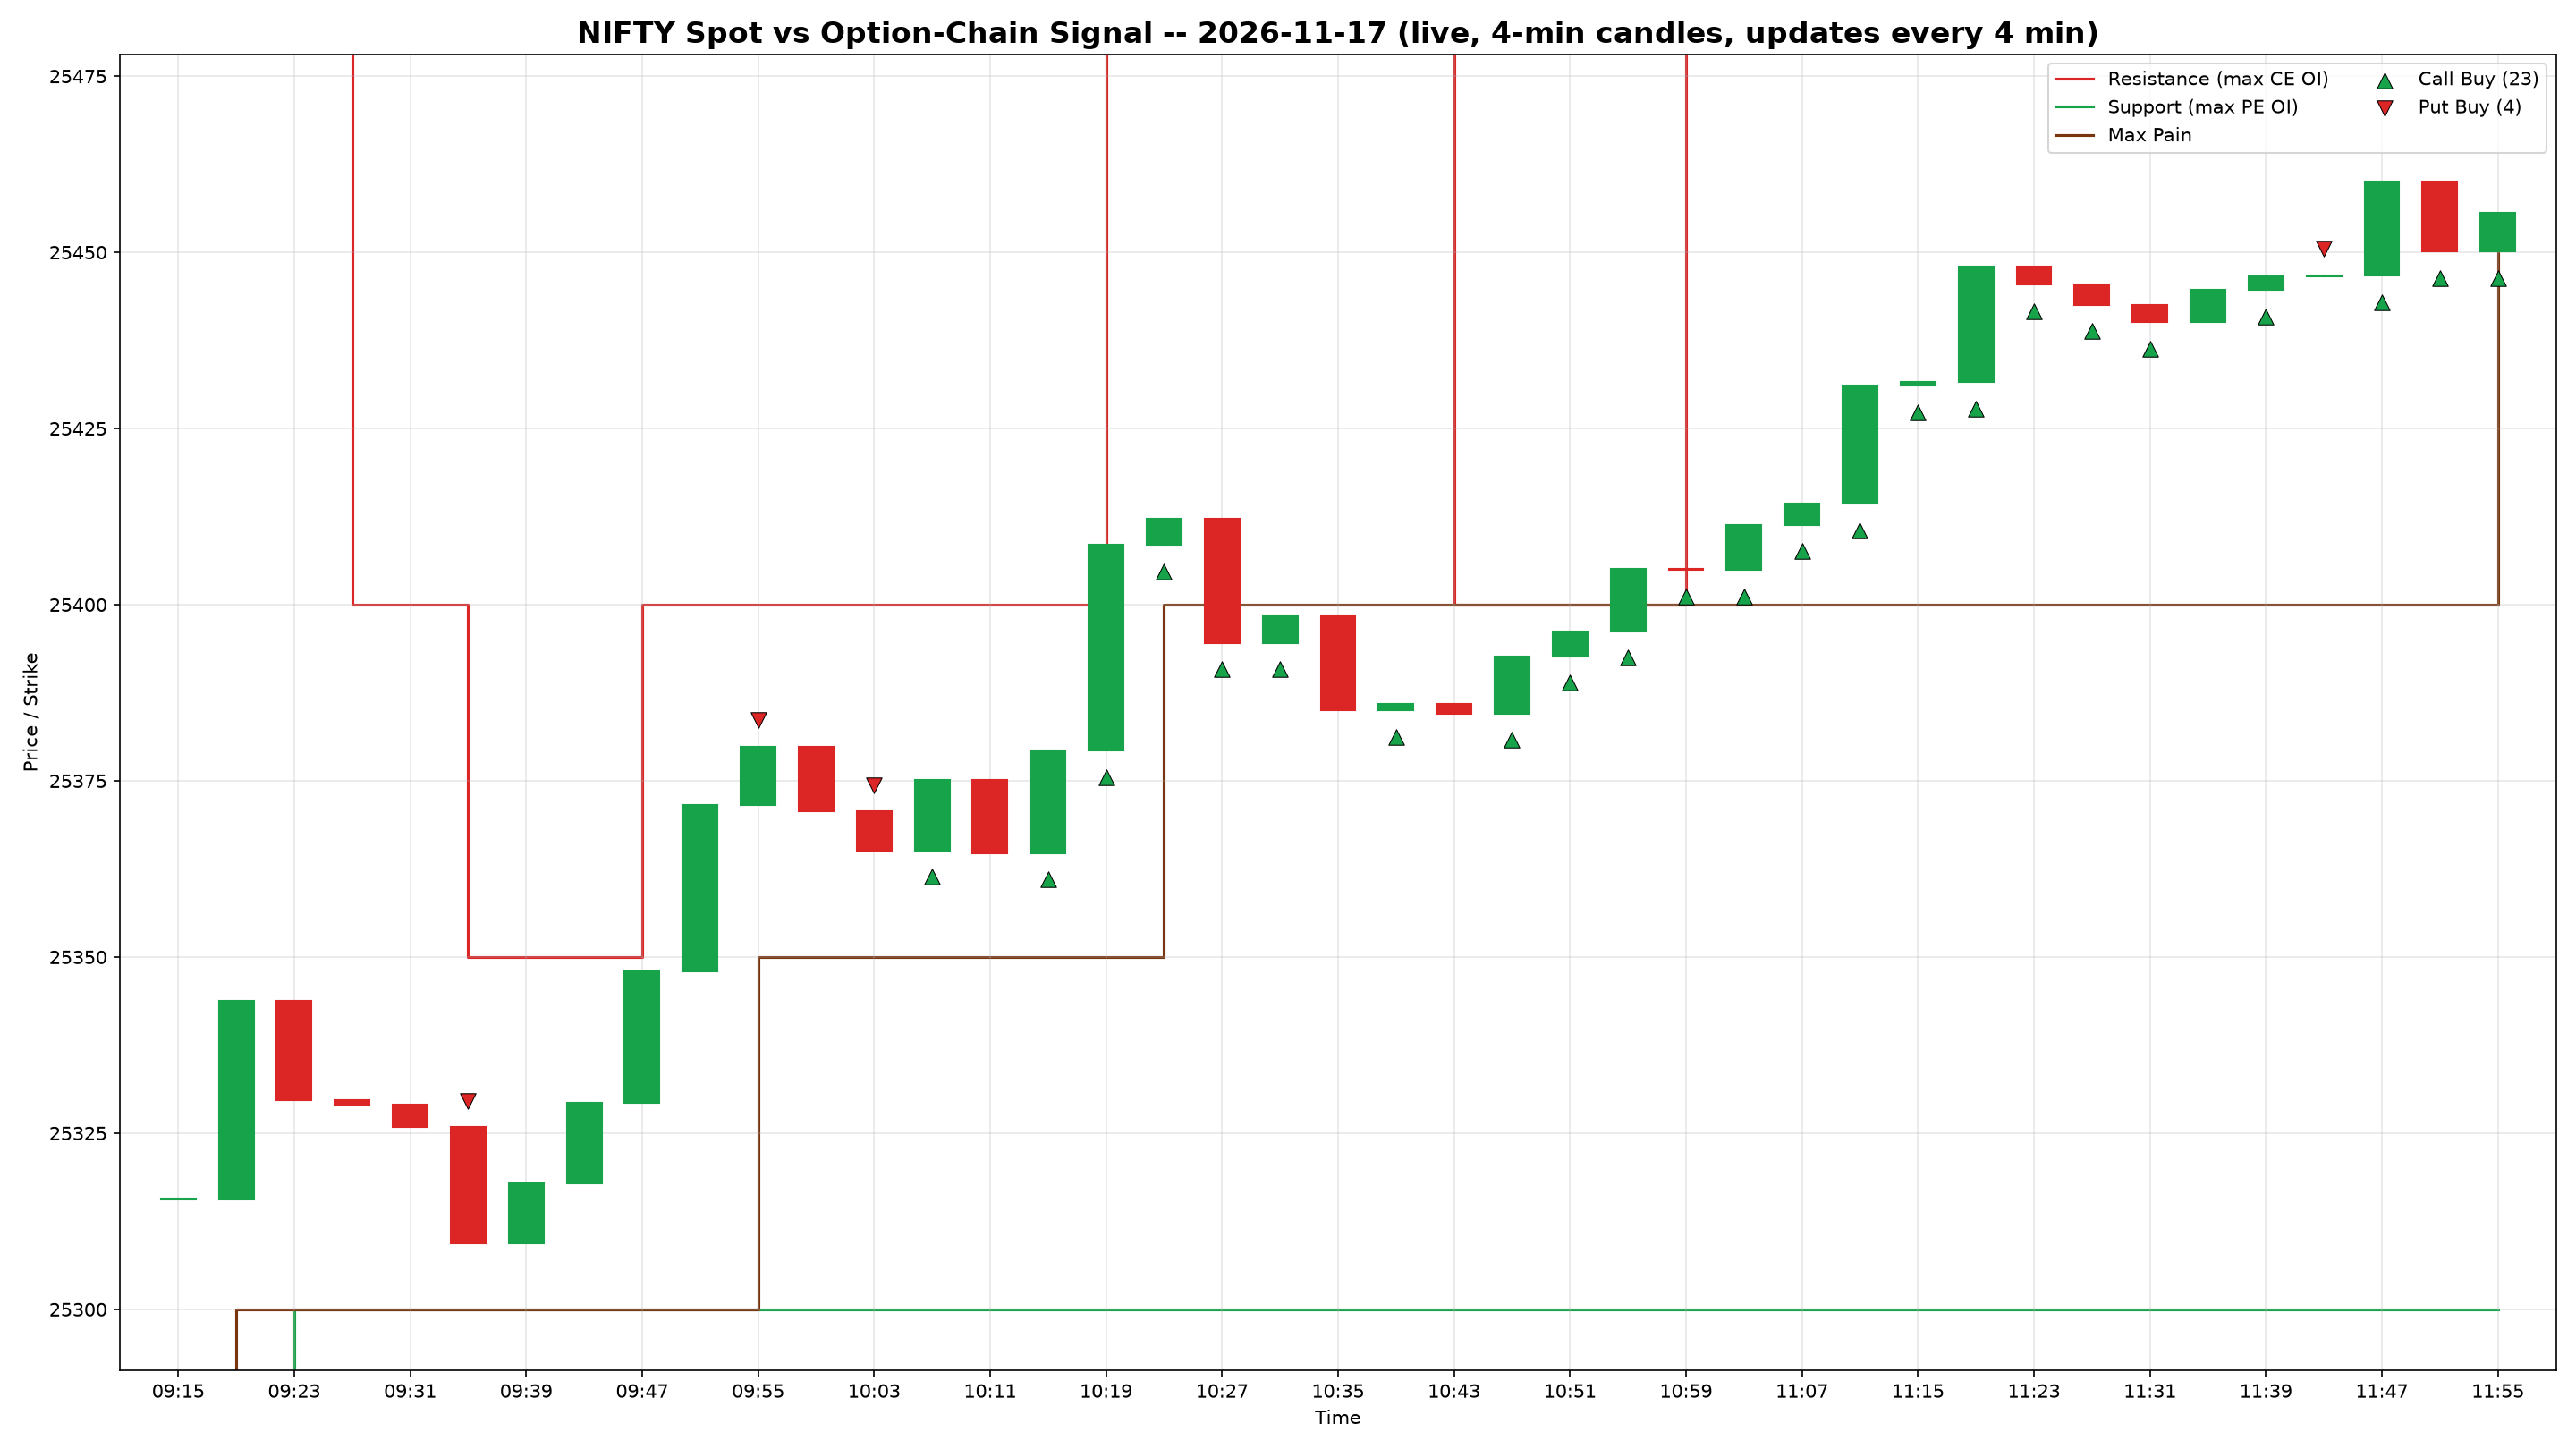 NIFTY Spot vs Option-Chain Signal -- 2026-11-17 (live, 4-min candles, updates every 4 min)
Resistance (max CE OI)
Support (max PE OI)
Max Pain
Call Buy (23)
Put Buy (4)
Price / Strike
25475
25450
25425
25400
25375
25350
25325
25300
09:15 09:23 09:31 09:39 09:47 09:55 10:03 10:11 10:19 10:27 10:35 10:43 10:51 10:59 11:07 11:15 11:23 11:31 11:39 11:47 11:55
Time